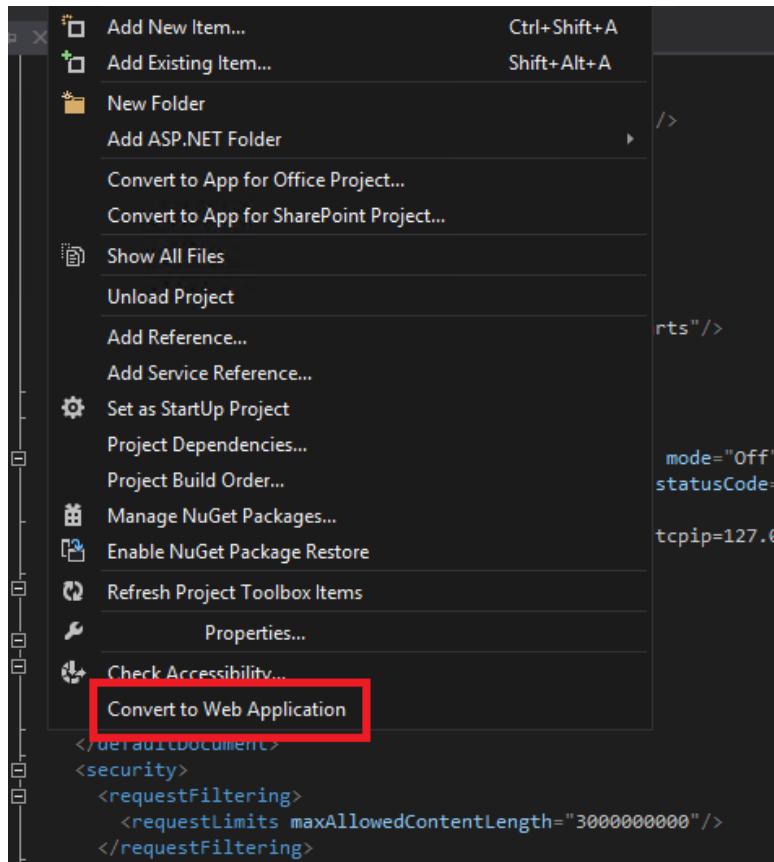 Add New Item... Ctrl+Shift+A
Add Existing Item... Shift+Alt+A
New Folder
/>
Add ASP.NET Folder
Convert to App for Office Project...
Convert to App for SharePoint Project...
Show All Files
Unload Project
rts"/>
Add Reference...
Add Service Reference...
Set as StartUp Project
Project Dependencies...
mode="Off"
Project Build Order...
statusCode=
Manage NuGet Packages...
tcpip=127.0
Enable NuGet Package Restore
Refresh Project Toolbox Items
Properties...
Check Accessibility...
Convert to Web Application
</defaultDocument>
<security>
<requestFiltering>
<requestLimits maxAllowedContentLength="3000000000"/>
</requestFiltering>